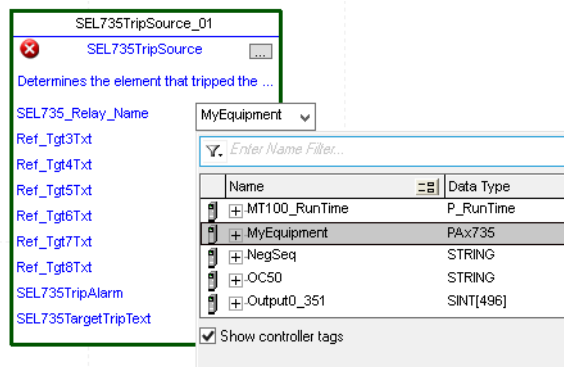 SEL735TripSource_01
SEL735TripSource ...
Determines the element that tripped the ...
SEL735_Relay_Name MyEquipment
Ref_Tgt3Txt
Ref_Tgt4Txt
Ref_Tgt5Txt
Ref_Tgt6Txt
Ref_Tgt7Txt
Ref_Tgt8Txt
SEL735TripAlarm
SEL735TargetTripText
Enter Name Filter...
Name Data Type
MT100_RunTime P_RunTime
MyEquipment PAx735
NegSeq STRING
OC50 STRING
Output0_351 SINT[496]
Show controller tags